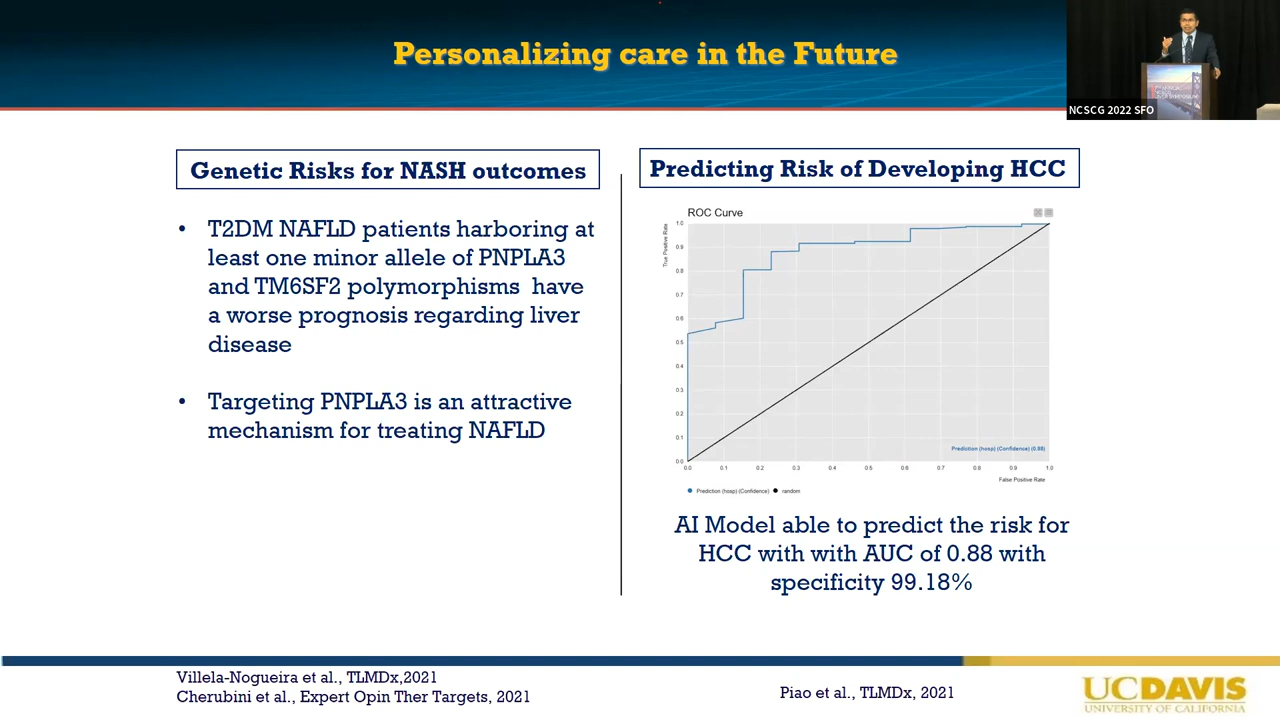 Personalizing care in the Future
NCSCG 2022 SFO
Genetic Risks for NASH outcomes
• T2DM NAFLD patients harboring at
least one minor allele of PNPLA3
and TM6SF2 polymorphisms have
a worse prognosis regarding liver
disease
• Targeting PNPLA3 is an attractive
mechanism for treating NAFLD
Predicting Risk of Developing HCC
ROC Curve
True Positive Rate
1.0
0.9
0.8
0.7
0.6
0.5
0.4
0.3
0.2
0.1
0.0
0.0 0.1 0.2 0.3 0.4 0.5 0.6 0.7 0.8 0.9 1.0
Prediction (hosp) (Confidence) (0.88)
False Positive Rate
Prediction (hosp) (Confidence) random
AI Model able to predict the risk for
HCC with with AUC of 0.88 with
specificity 99.18%
Villela-Nogueira et al., TLMDx,2021
Cherubini et al., Expert Opin Ther Targets, 2021
Piao et al., TLMDx, 2021
UCDAVIS
UNIVERSITY OF CALIFORNIA